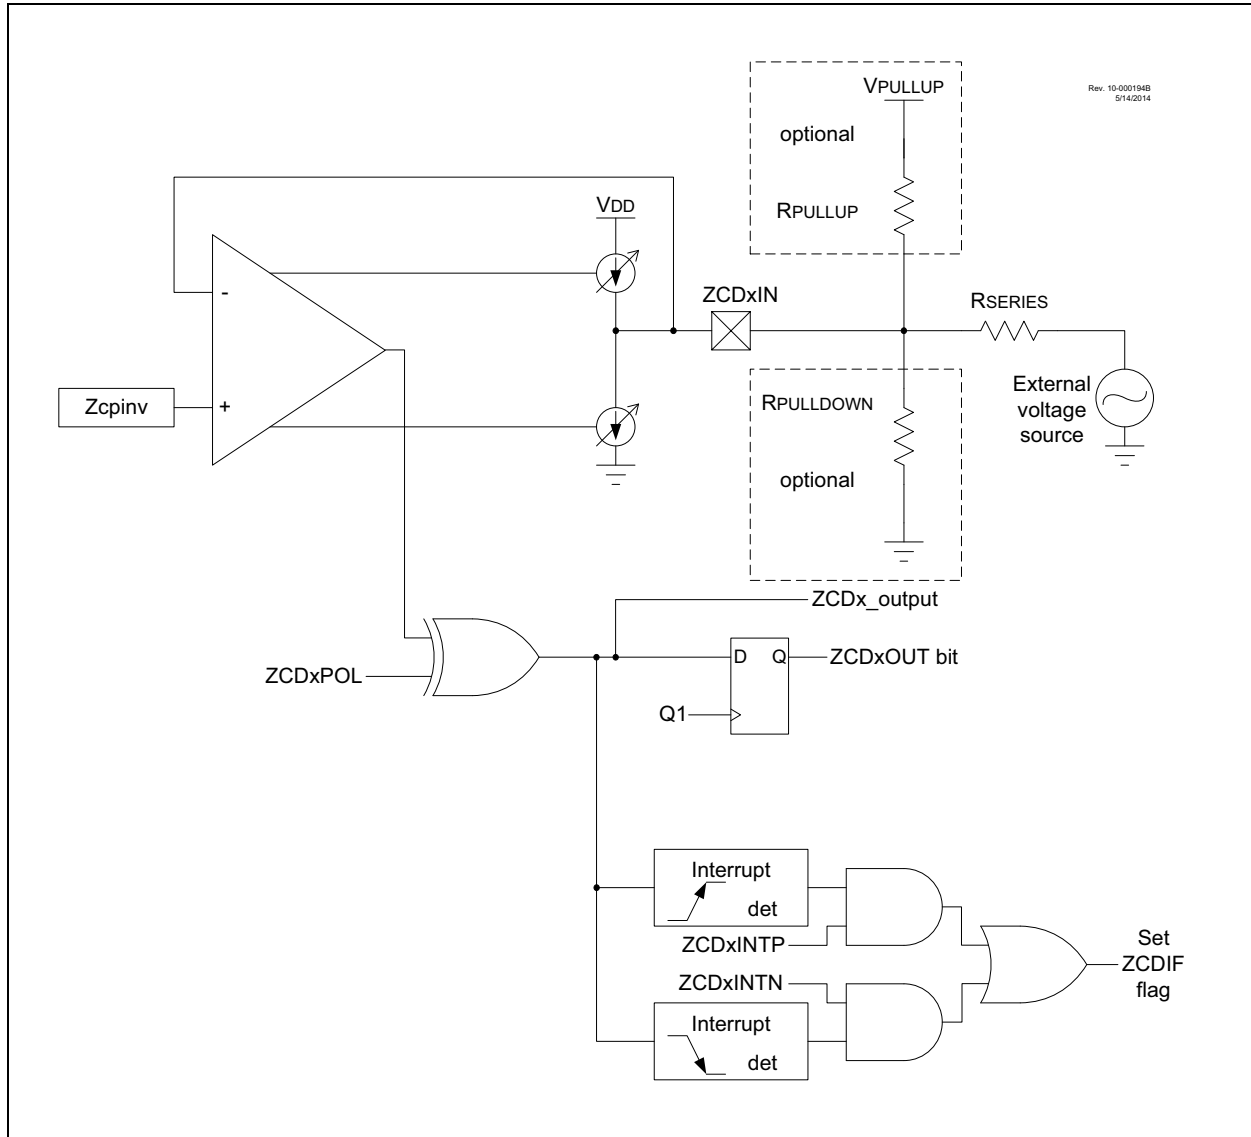 VPULLUP
Rev. 10-000194B
5/14/2014
optional
RPULLUP
VDD
ZCDxIN
RSERIES
-
Zcpinv
+
RPULLDOWN
External
voltage
source
optional
ZCDx_output
D Q
ZCDxOUT bit
ZCDxPOL
Q1
Interrupt
det
ZCDxINTP
Set
ZCDIF
flag
ZCDxINTN
Interrupt
det